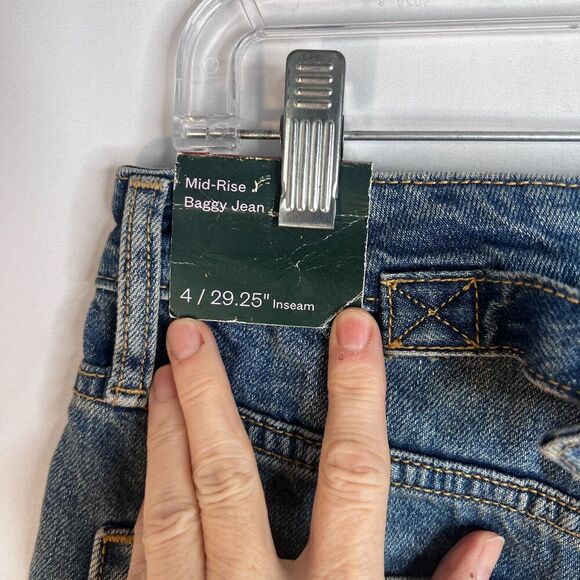 Mid-Rise
Baggy Jean
4 / 29.25" Inseam